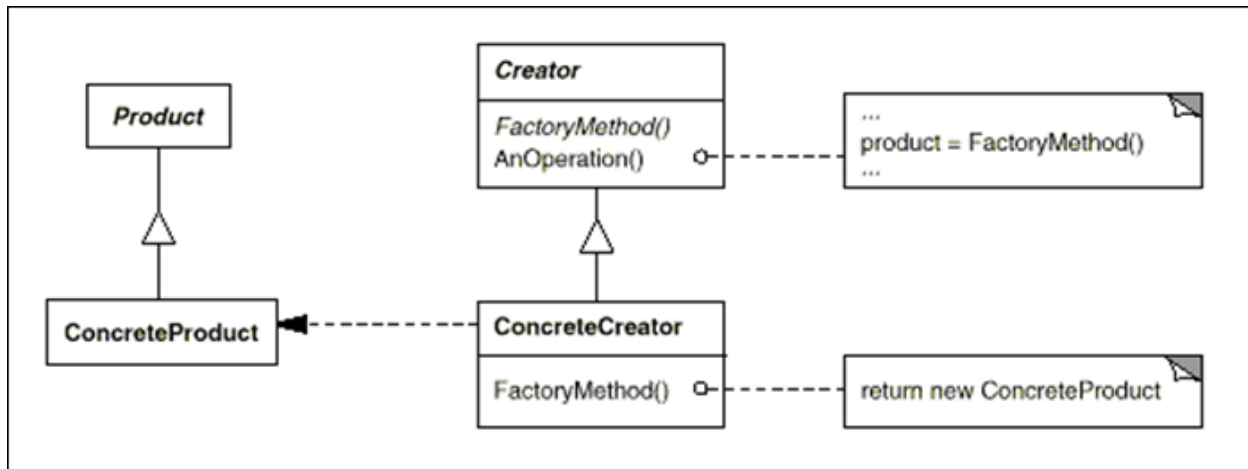 Product
ConcreteProduct
Creator
FactoryMethod()
AnOperation()
...
product = FactoryMethod()
...
ConcreteCreator
FactoryMethod()
return new ConcreteProduct